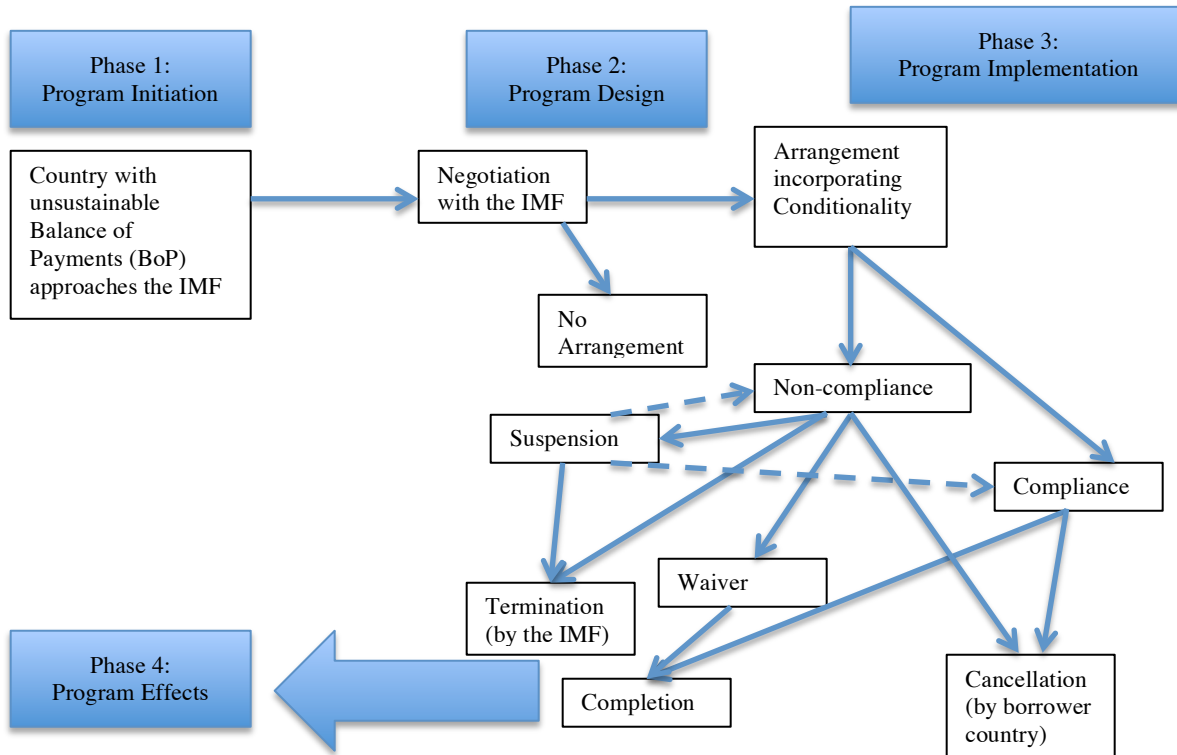 Phase 1:
Program Initiation
Phase 2:
Program Design
Phase 3:
Program Implementation
Country with
unsustainable
Balance of
Payments (BoP)
approaches the IMF
Negotiation
with the IMF
Arrangement
incorporating
Conditionality
No
Arrangement
Non-compliance
Suspension
Compliance
Waiver
Termination
(by the IMF)
Phase 4:
Program Effects
Completion
Cancellation
(by borrower
country)